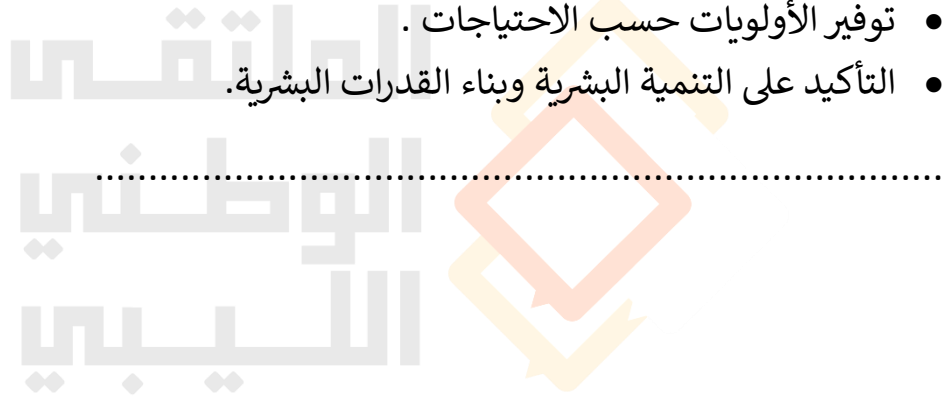 ● توفير الأولويات حسب الاحتياجات .
● التأكيد على التنمية البشرية وبناء القدرات البشرية.
................................................................................
الملتقى
الوطني
الليبي